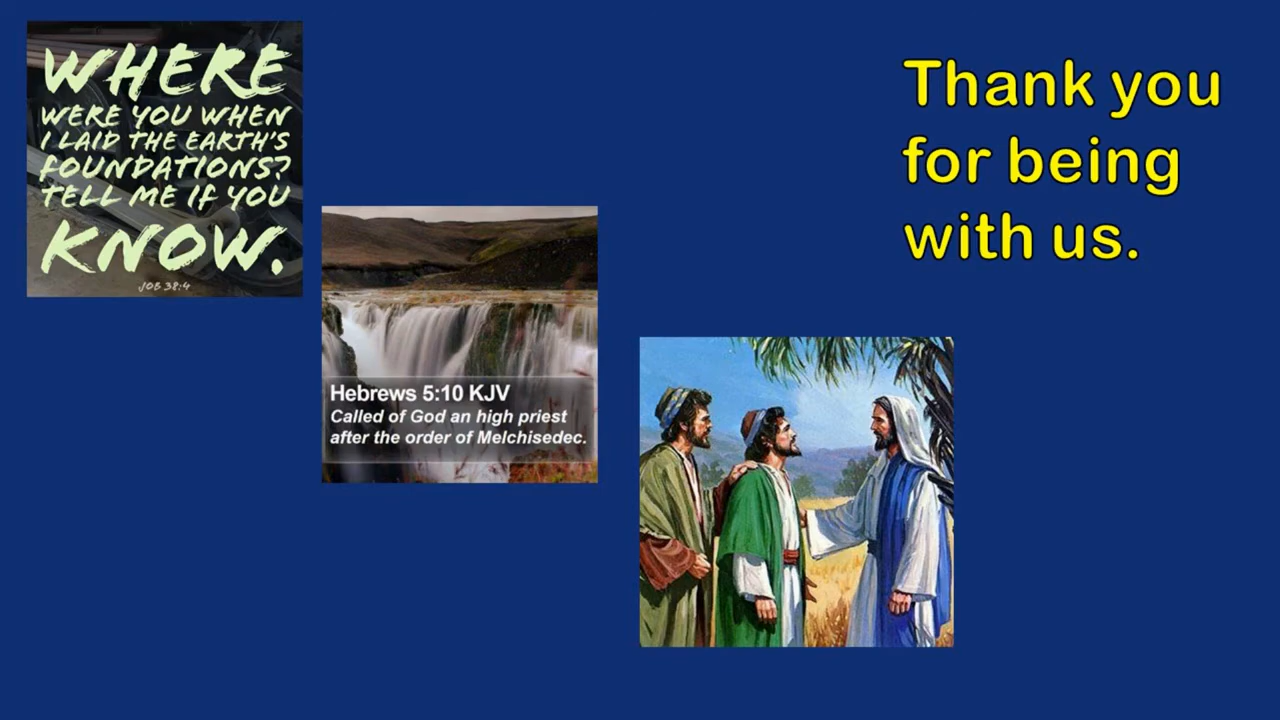 WHERE
WERE YOU WHEN
I LAID THE EARTH'S
FOUNDATIONS?
TELL ME IF YOU
KNOW.
JOB 38:4
Hebrews 5:10 KJV
Called of God an high priest
after the order of Melchisedec.
Thank you
for being
with us.